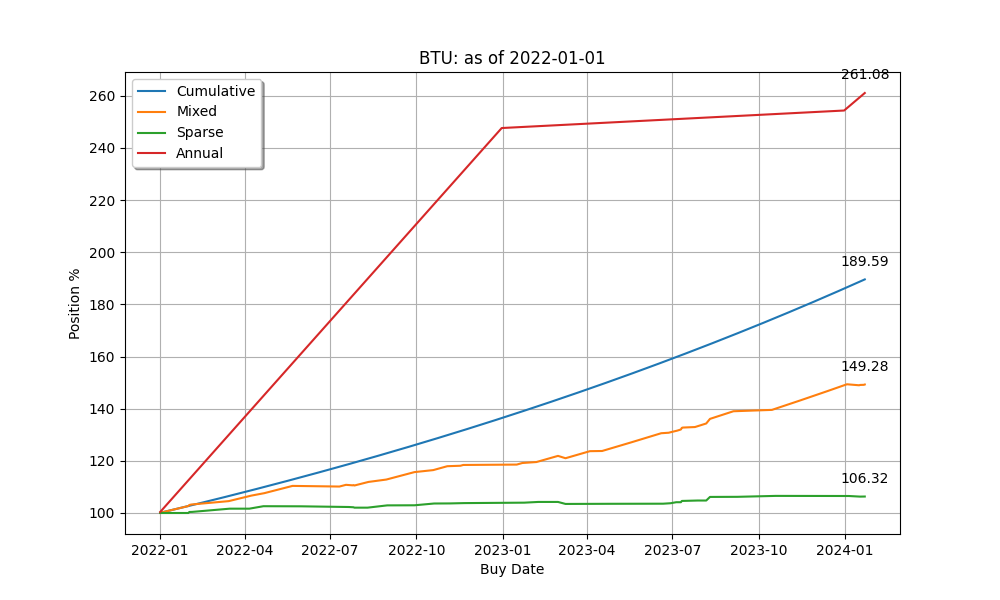 BTU: as of 2022-01-01
261.08
Cumulative
Mixed
Sparse
Annual
189.59
149.28
106.32
260
240
220
200
180
160
140
120
100
Position %
2022-01 2022-04 2022-07 2022-10 2023-01 2023-04 2023-07 2023-10 2024-01
Buy Date